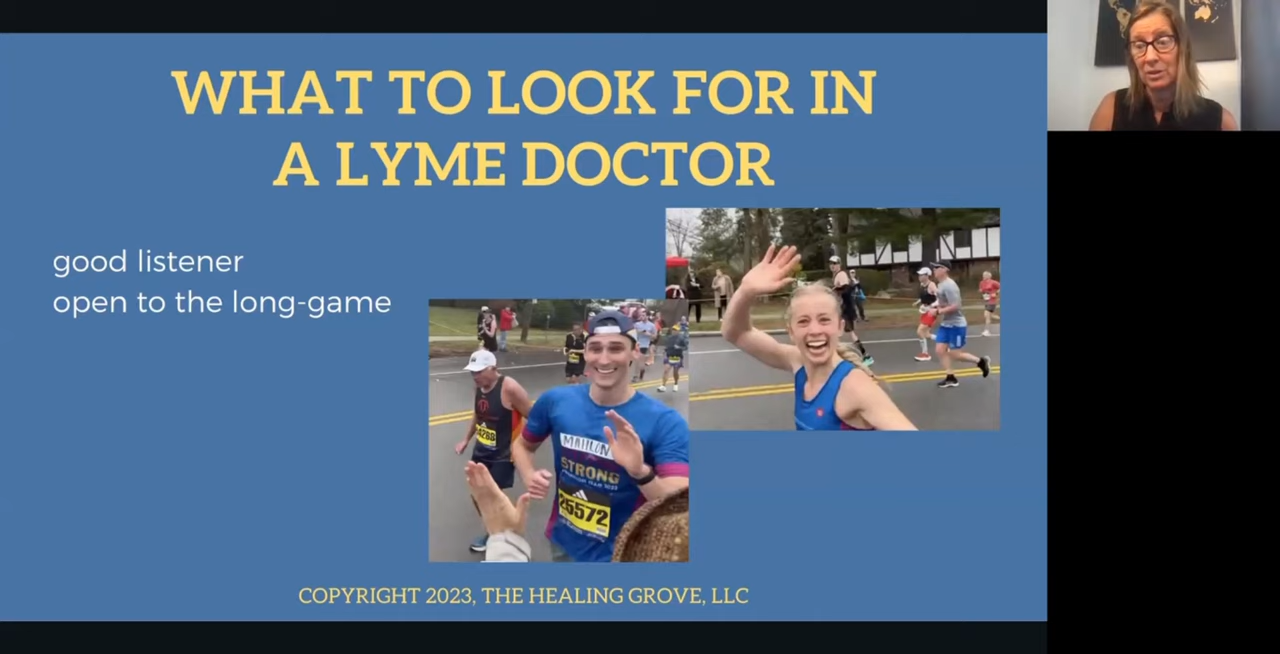 WHAT TO LOOK FOR IN
A LYME DOCTOR
good listener
open to the long-game
STRONG
25572
COPYRIGHT 2023, THE HEALING GROVE, LLC